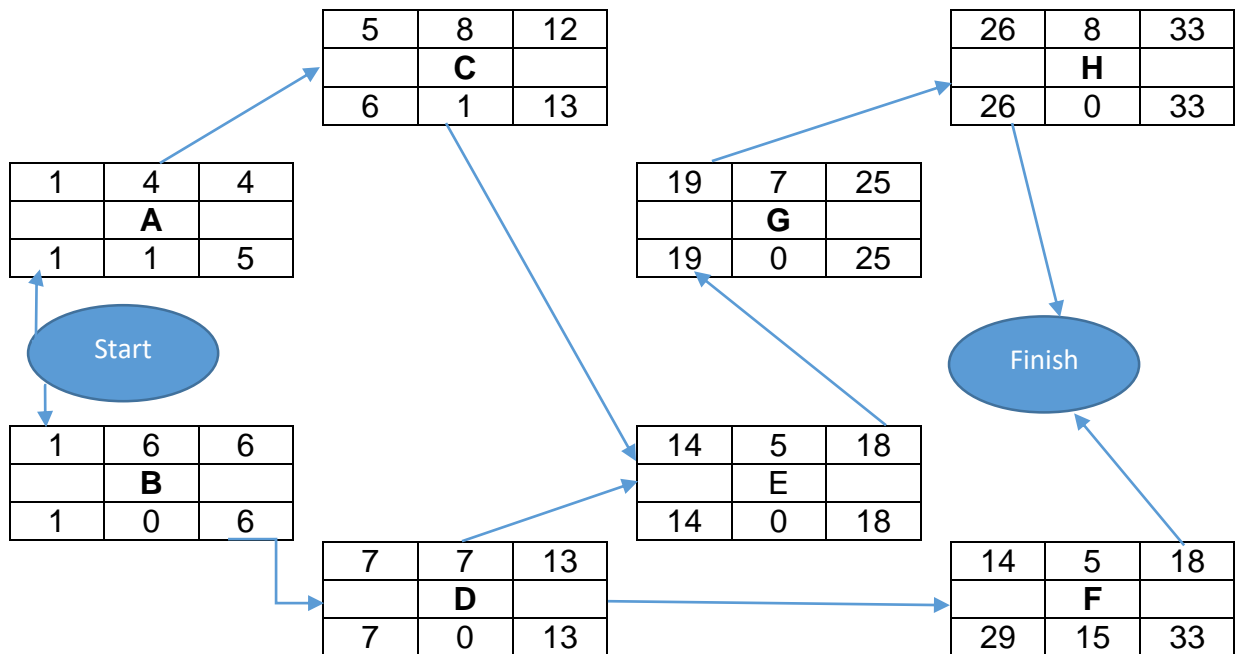 5 8 12
C
6 1 13
26 8 33
H
26 0 33
1 4 4
A
1 1 5
19 7 25
G
19 0 25
Start
Finish
1 6 6
B
1 0 6
14 5 18
E
14 0 18
7 7 13
D
7 0 13
14 5 18
F
29 15 33